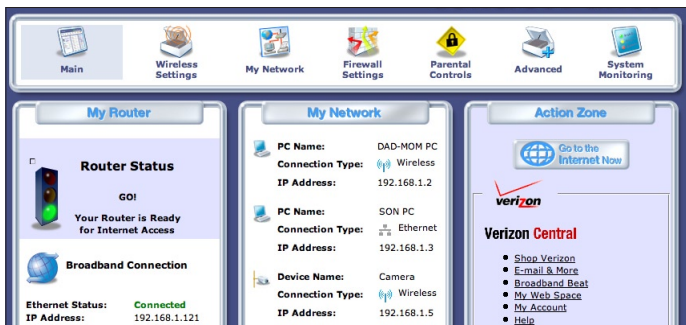 Main
Wireless
Settings
My Network
Firewall
Settings
Parental
Controls
Advanced
System
Monitoring
My Router
Router Status
GO!
Your Router is Ready
for Internet Access
Broadband Connection
Ethernet Status: Connected
IP Address: 192.168.1.121
My Network
PC Name: DAD-MOM PC
Connection Type: Wireless
IP Address: 192.168.1.2
PC Name: SON PC
Connection Type: Ethernet
IP Address: 192.168.1.3
Device Name: Camera
Connection Type: Wireless
IP Address: 192.168.1.5
Action Zone
Go to the
Internet Now
verizon
Verizon Central
Shop Verizon
E-mail & More
Broadband Beat
My Web Space
My Account
Help